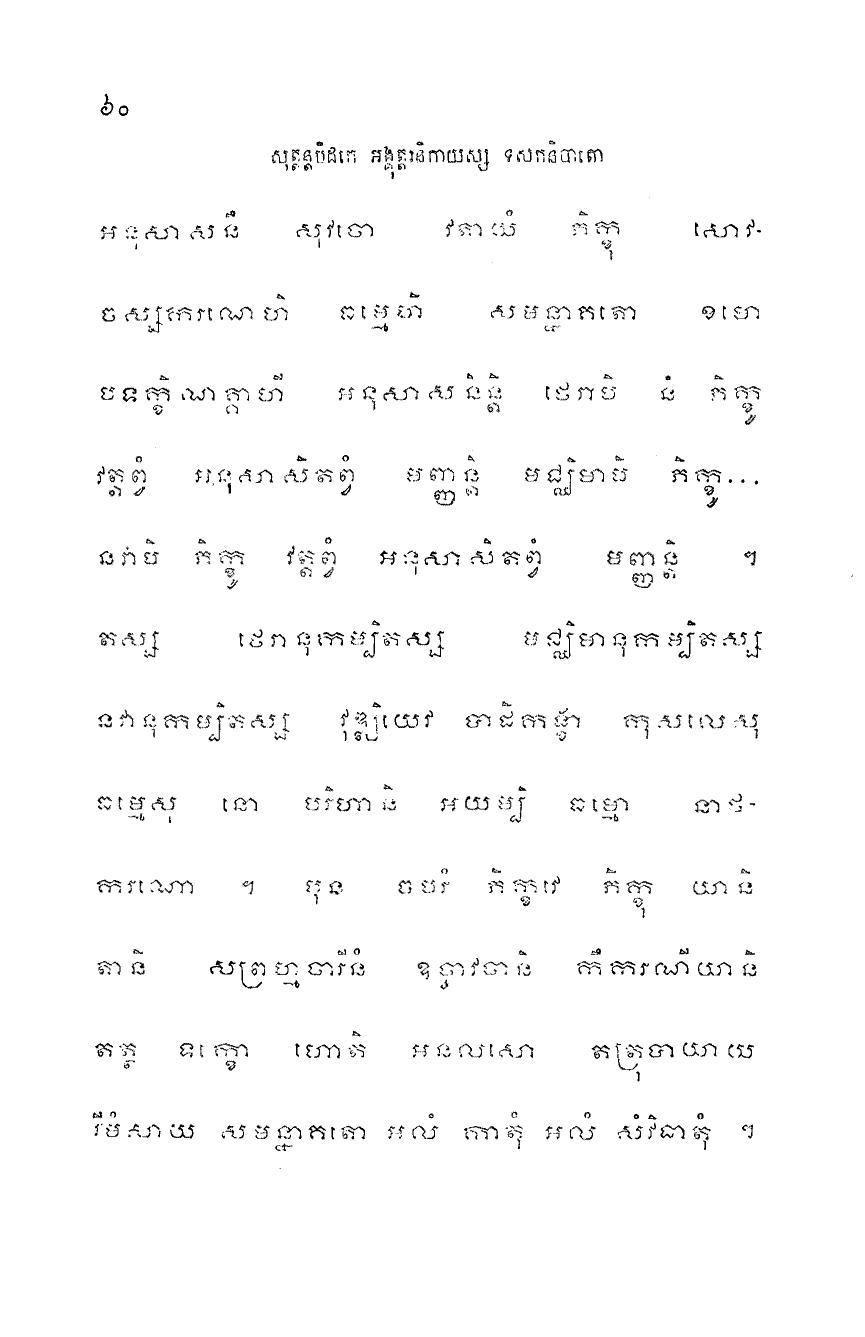 ៦០
សុត្តន្តបិដកេ អង្គុត្តរនិកាយស្ស ទសកនិបាតោ
អនុសាសនឹ សុវចោ វតាយំ ភិក្ខុ សោវ-
ចស្សករណេហិ ធម្មេហិ សមន្នាគតោ ខមោ
បទក្ខិណគ្គាហី អនុសាសនិន្តិ ថេរាបិ នំ ភិក្ខូ
វត្តព្វំ អនុសាសិតព្វំ មញ្ញន្តិ មជ្ឈិមាបិ ភិក្ខូ...
នវាបិ ភិក្ខូ វត្តព្វំ អនុសាសិតព្វំ មញ្ញន្តិ ។
តស្ស ថេរានុកម្បិតស្ស មជ្ឈិមានុកម្បិតស្ស
នវានុកម្បិតស្ស វុឌ្ឍិយេវ បាដិកង្ខា កុសលេសុ
ធម្មេសុ នោ បរិហានិ អយម្បិ ធម្មោ នាថ-
ករណោ ។ បុន ចបរំ ភិក្ខវេ ភិក្ខុ យានិ
តានិ សព្រហ្មចារីនំ ឧច្ចាវចានិ កឹករណីយានិ
តត្ថ ទក្ខោ ហោតិ អនលសោ តត្រុបាយាយ
វីមំសាយ សមន្នាគតោ អលំ កាតុំ អលំ សំវិធាតុំ ។